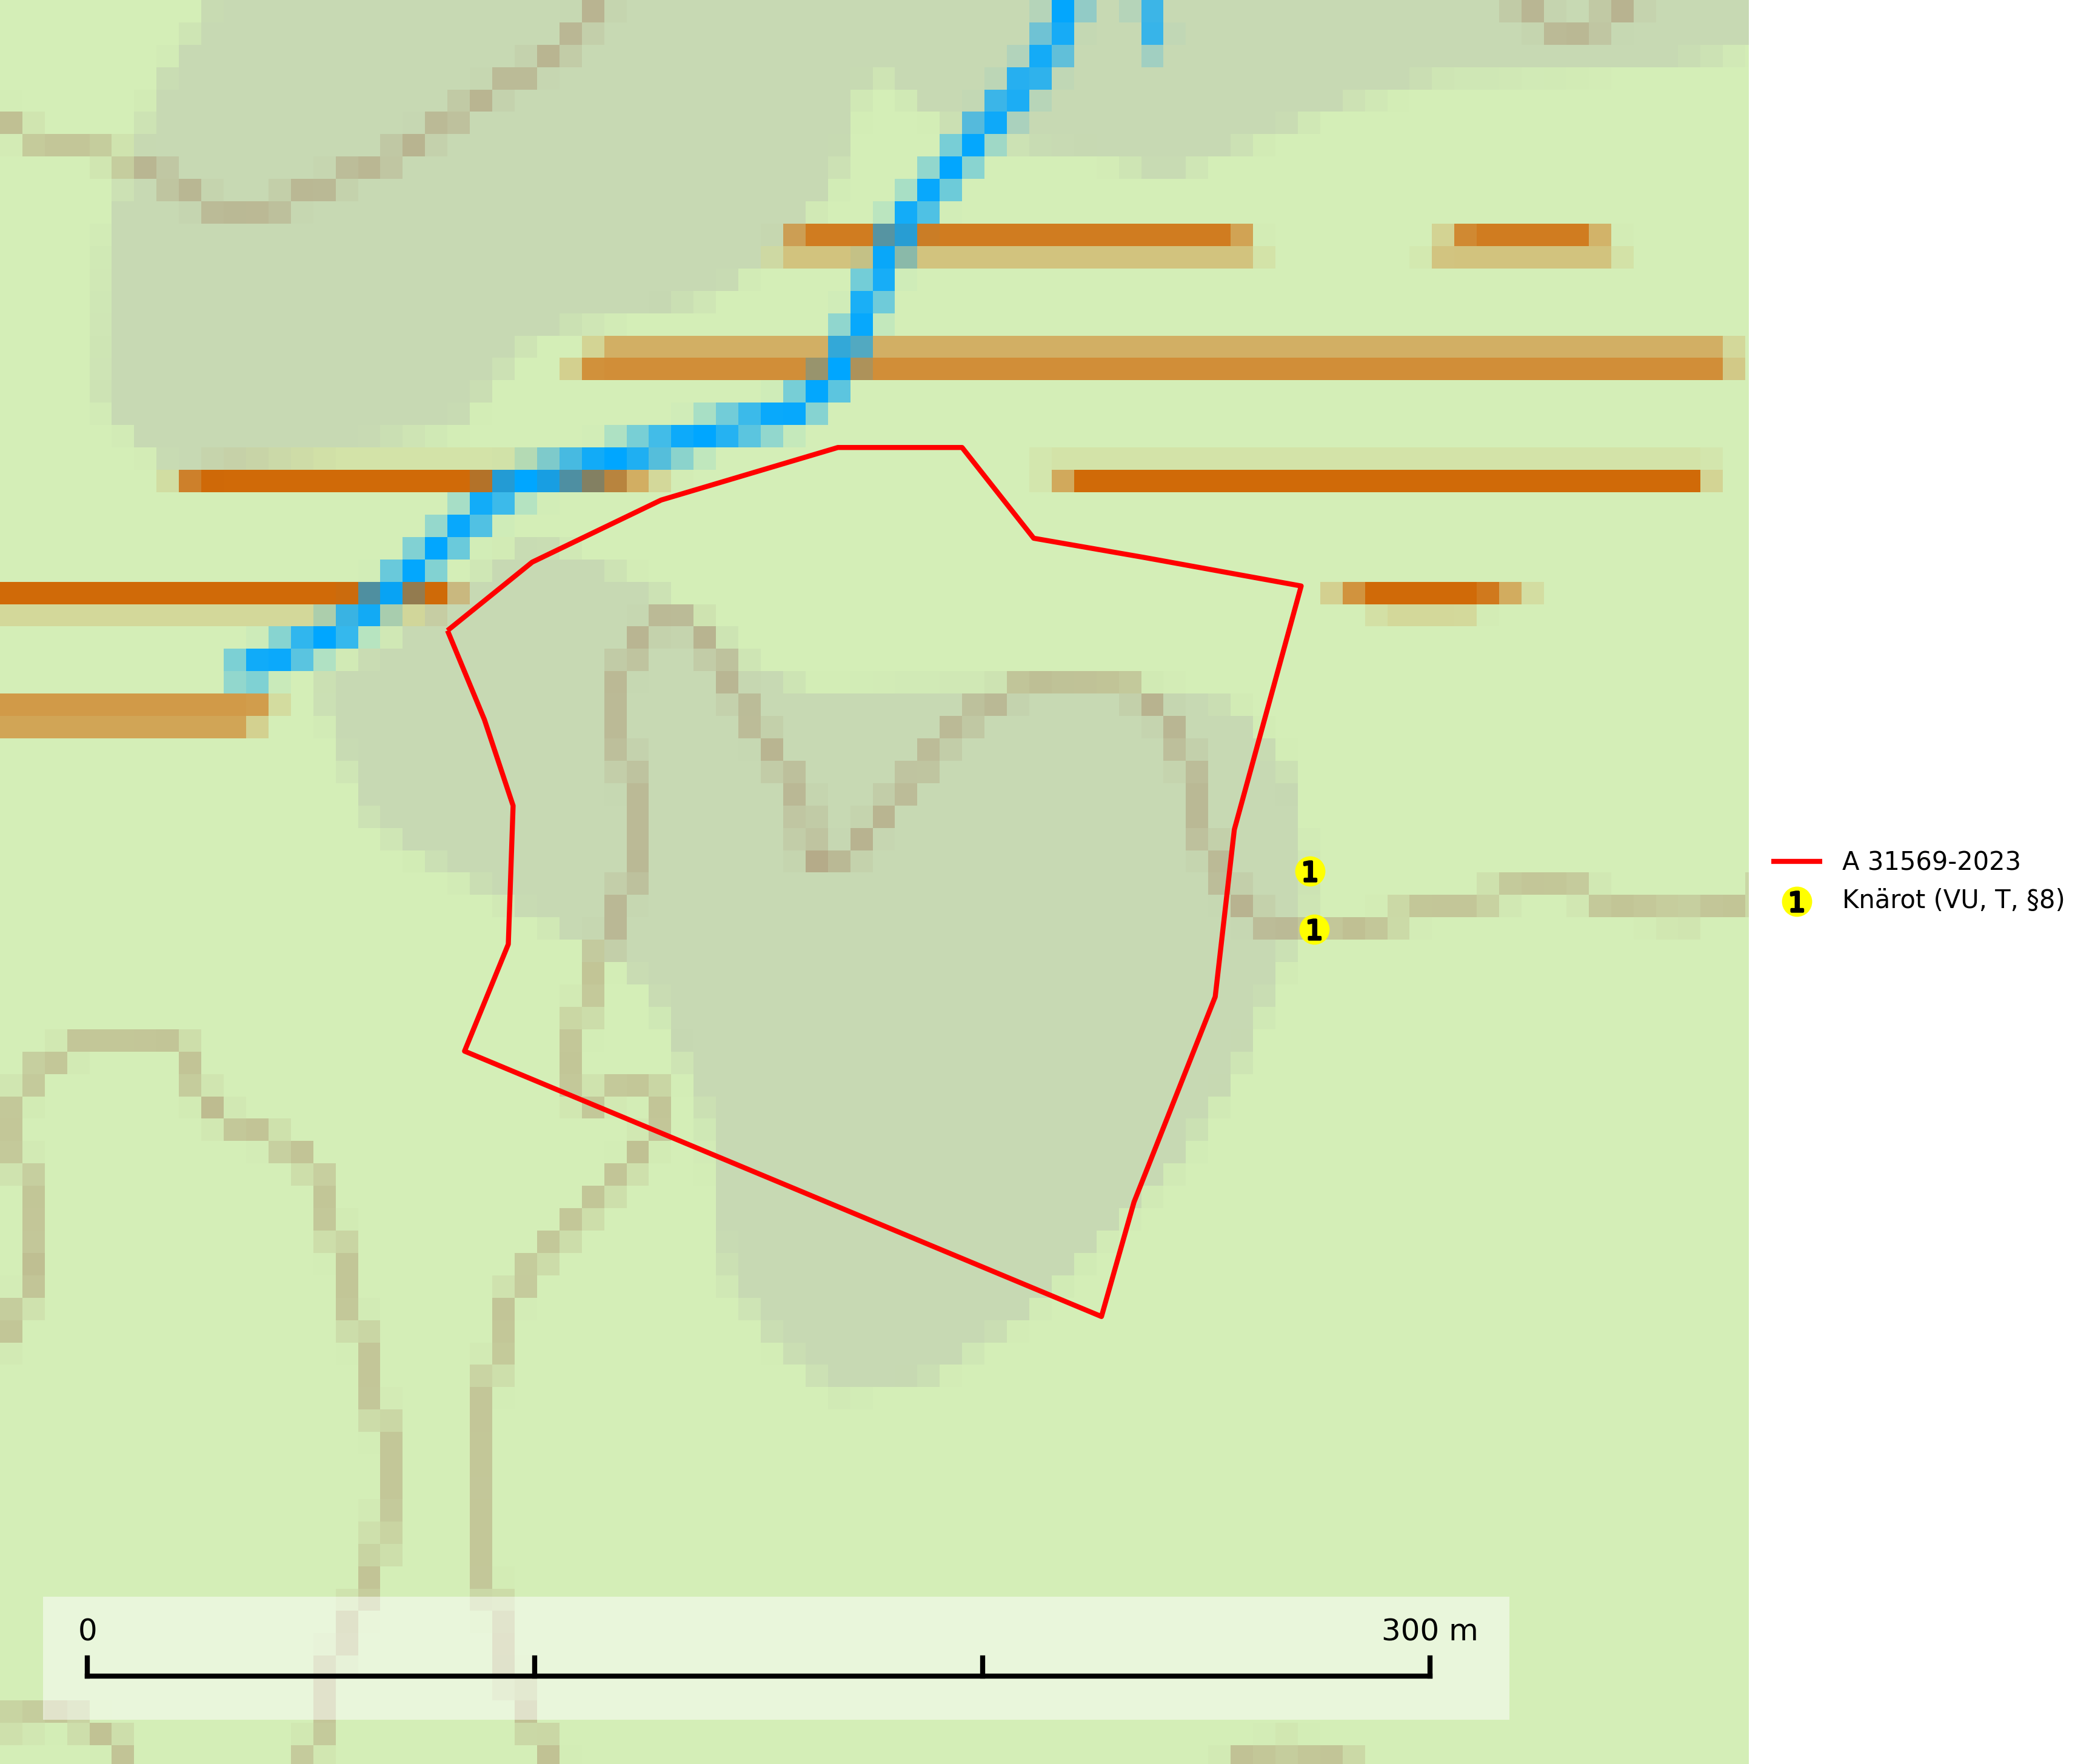 1
1
A 31569-2023
1 Knärot (VU, T, §8)
0 300 m